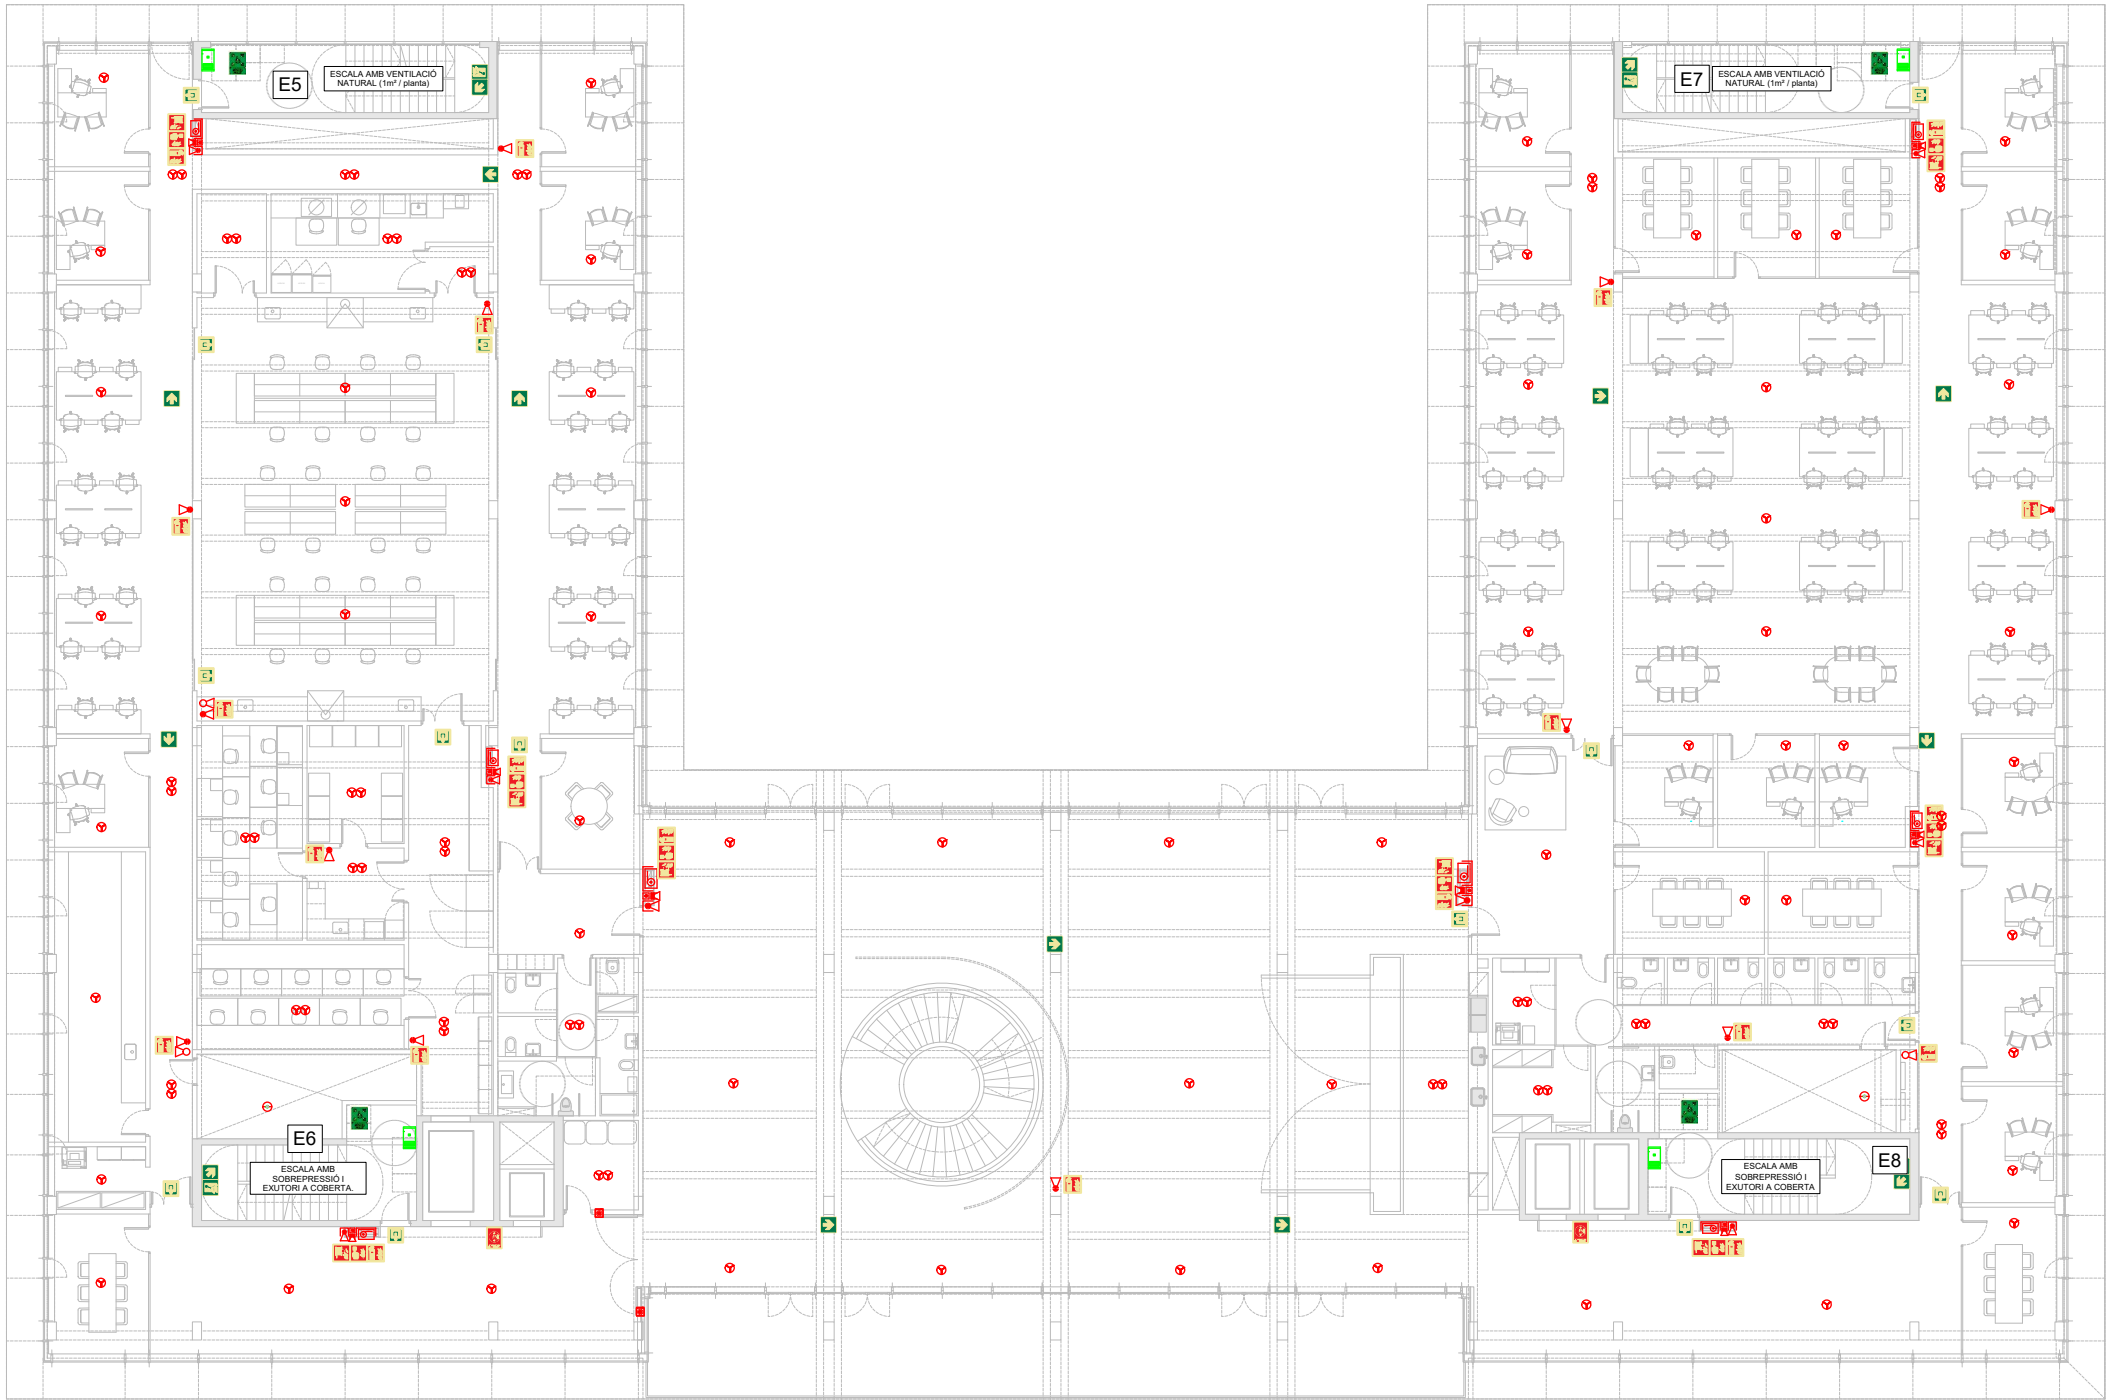 E5
ESCALA AMB VENTILACIÓ
NATURAL (1m² / planta)
E7
ESCALA AMB VENTILACIÓ
NATURAL (1m² / planta)
E6
ESCALA AMB
SOBREPRESSIÓ I
EXUTORI A COBERTA.
E8
ESCALA AMB
SOBREPRESSIÓ I
EXUTORI A COBERTA